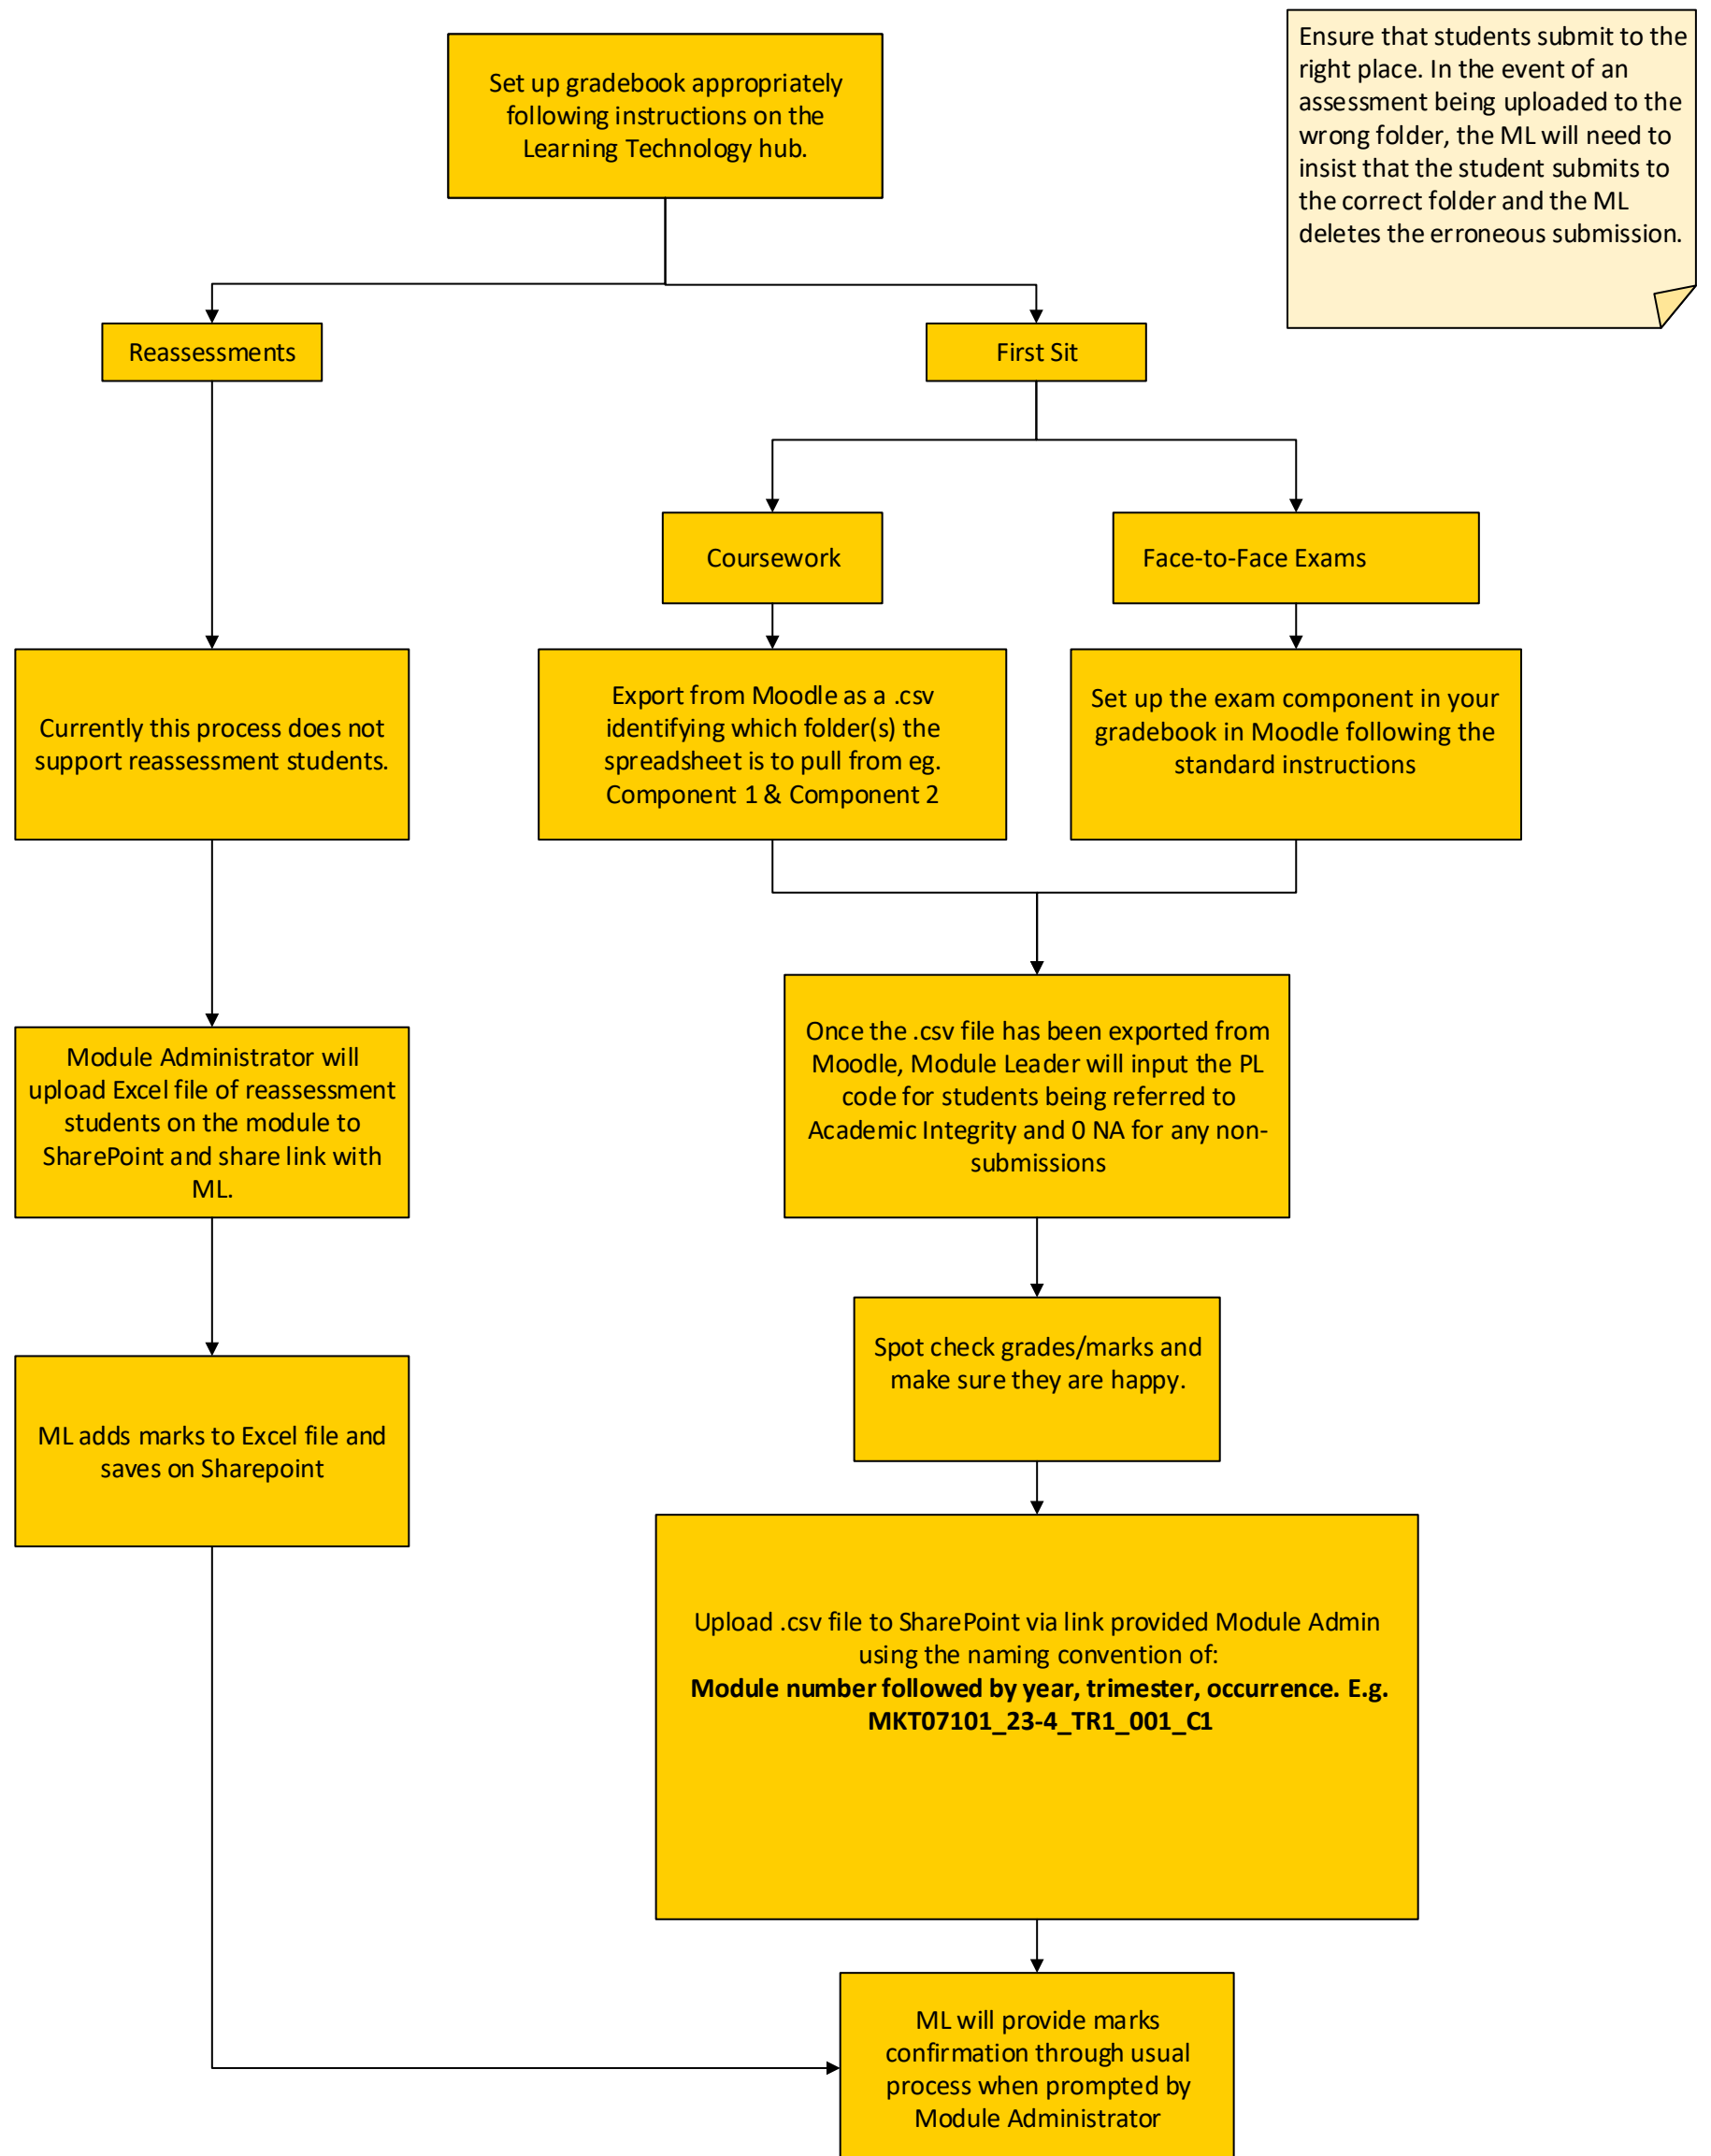 Set up gradebook appropriately
following instructions on the
Learning Technology hub.
Ensure that students submit to the
right place. In the event of an
assessment being uploaded to the
wrong folder, the ML will need to
insist that the student submits to
the correct folder and the ML
deletes the erroneous submission.
Reassessments
First Sit
Coursework
Face-to-Face Exams
Currently this process does not
support reassessment students.
Export from Moodle as a .csv
identifying which folder(s) the
spreadsheet is to pull from eg.
Component 1 & Component 2
Set up the exam component in your
gradebook in Moodle following the
standard instructions
Module Administrator will
upload Excel file of reassessment
students on the module to
SharePoint and share link with
ML.
Once the .csv file has been exported from
Moodle, Module Leader will input the PL
code for students being referred to
Academic Integrity and 0 NA for any non-
submissions
Spot check grades/marks and
make sure they are happy.
ML adds marks to Excel file and
saves on Sharepoint
Upload .csv file to SharePoint via link provided Module Admin
using the naming convention of:
Module number followed by year, trimester, occurrence. E.g.
MKT07101_23-4_TR1_001_C1
ML will provide marks
confirmation through usual
process when prompted by
Module Administrator